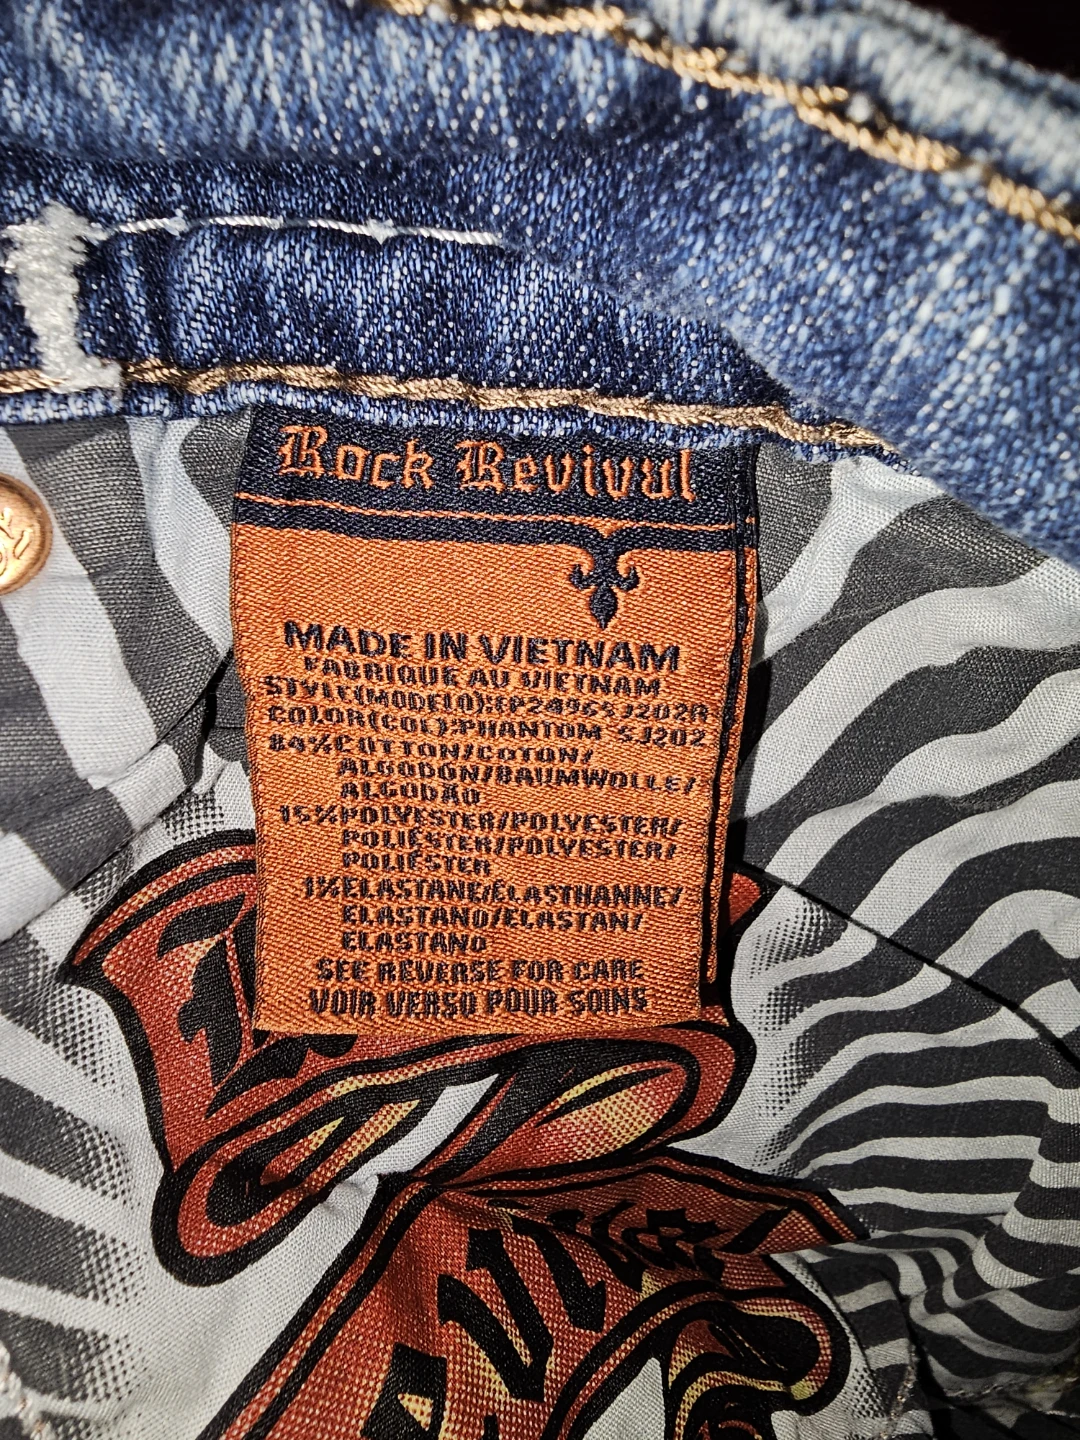 Rock Revival
MADE IN VIETNAM
FABRIQUE AU VIETNAM
STYLE(MODELO):EP24965J202R
COLOR(COL):PHANTOM SJ202
84%COTTON/COTON/
ALGODÓN/BAUMWOLLE/
ALGODÃO
15%POLYESTER/POLYESTER/
POLIÉSTER/POLYESTER/
POLIÉSTER
1%ELASTANE/ÉLASTHANNE/
ELASTANO/ELASTAN/
ELASTANO
SEE REVERSE FOR CARE
VOIR VERSO POUR SOINS